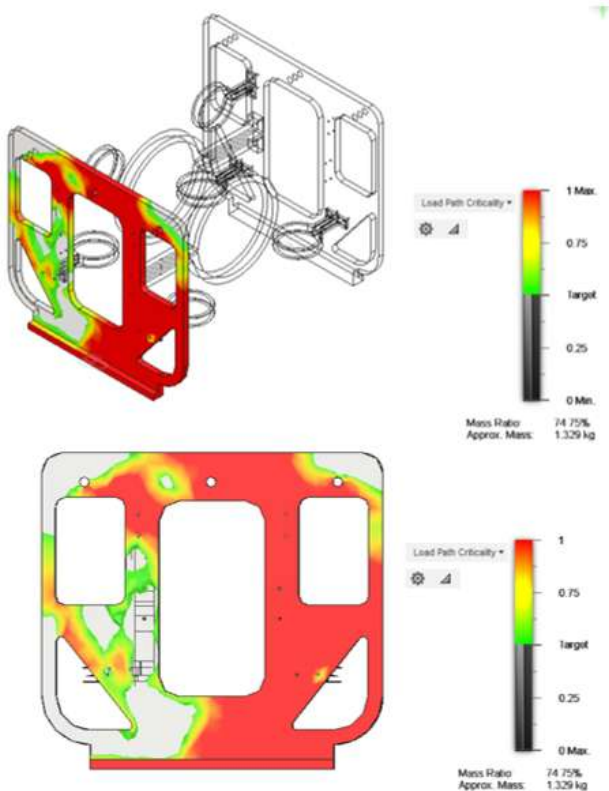 Load Path Criticality
1 Max.
0.75
Target
0.25
0 Min.
Mass Ratio: 74.75%
Approx. Mass: 1.329 kg
Load Path Criticality
1
0.75
Target
0.25
0 Max.
Mass Ratio: 74.75%
Approx. Mass: 1.329 kg